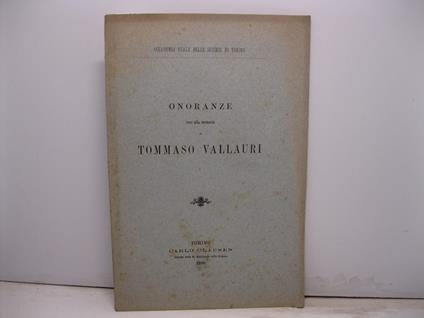 ACCADEMIA REALE DELLE SCIENZE DI TORINO
ONORANZE
TOMMASO VALLAURI
TORINO
CARLO CLAUSEN